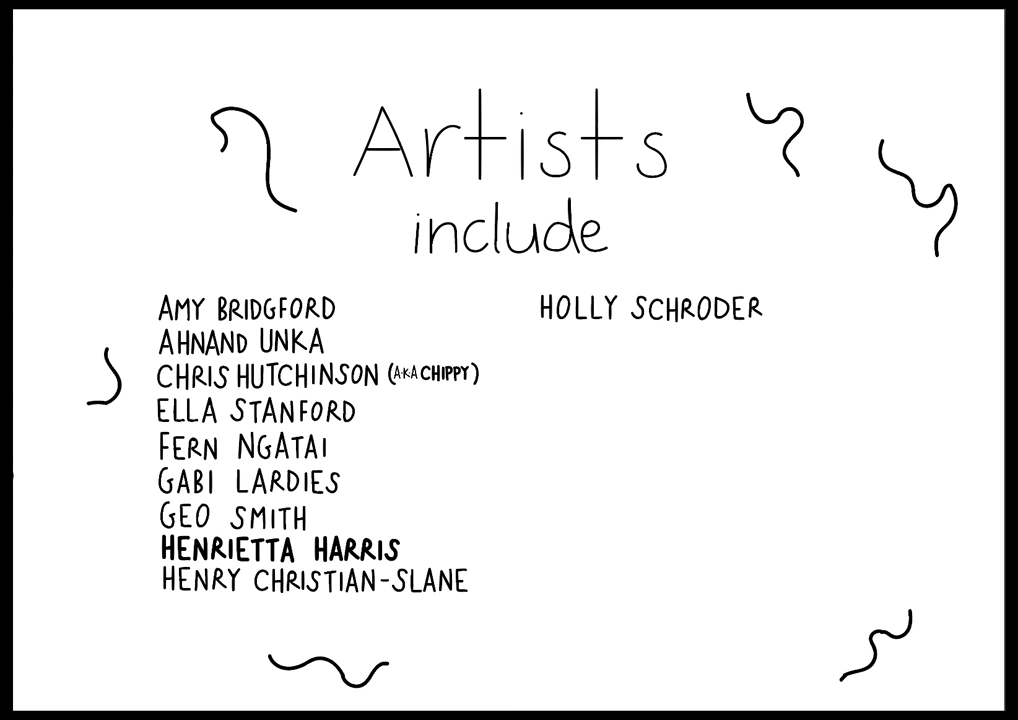 Artists
include
AMY BRIDGFORD
AHNAND UNKA
CHRIS HUTCHINSON (AKA CHIPPY)
ELLA STANFORD
FERN NGATAI
GABI LARDIES
GEO SMITH
HENRIETTA HARRIS
HENRY CHRISTIAN-SLANE
HOLLY SCHRODER